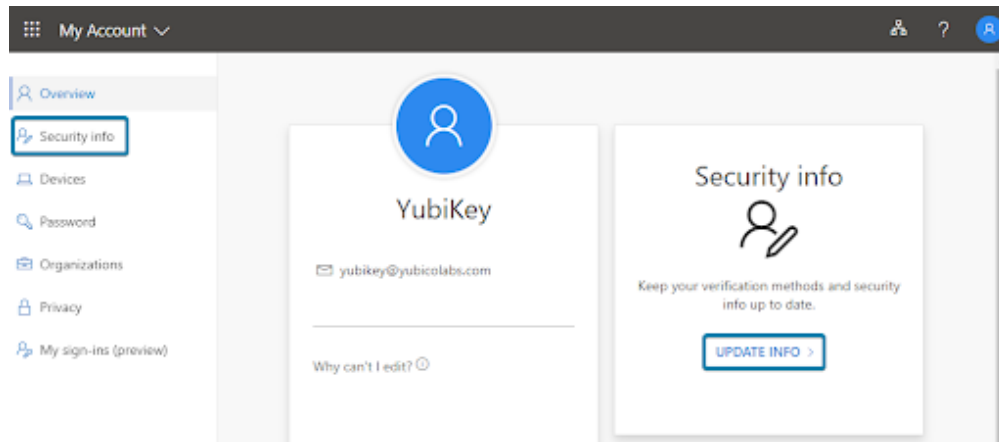 My Account
?
Overview
Security info
Devices
Password
Organizations
Privacy
My sign-ins (preview)
YubiKey
yubikey@yubicolabs.com
Why can't I edit?
Security info
Keep your verification methods and security
info up to date.
UPDATE INFO >